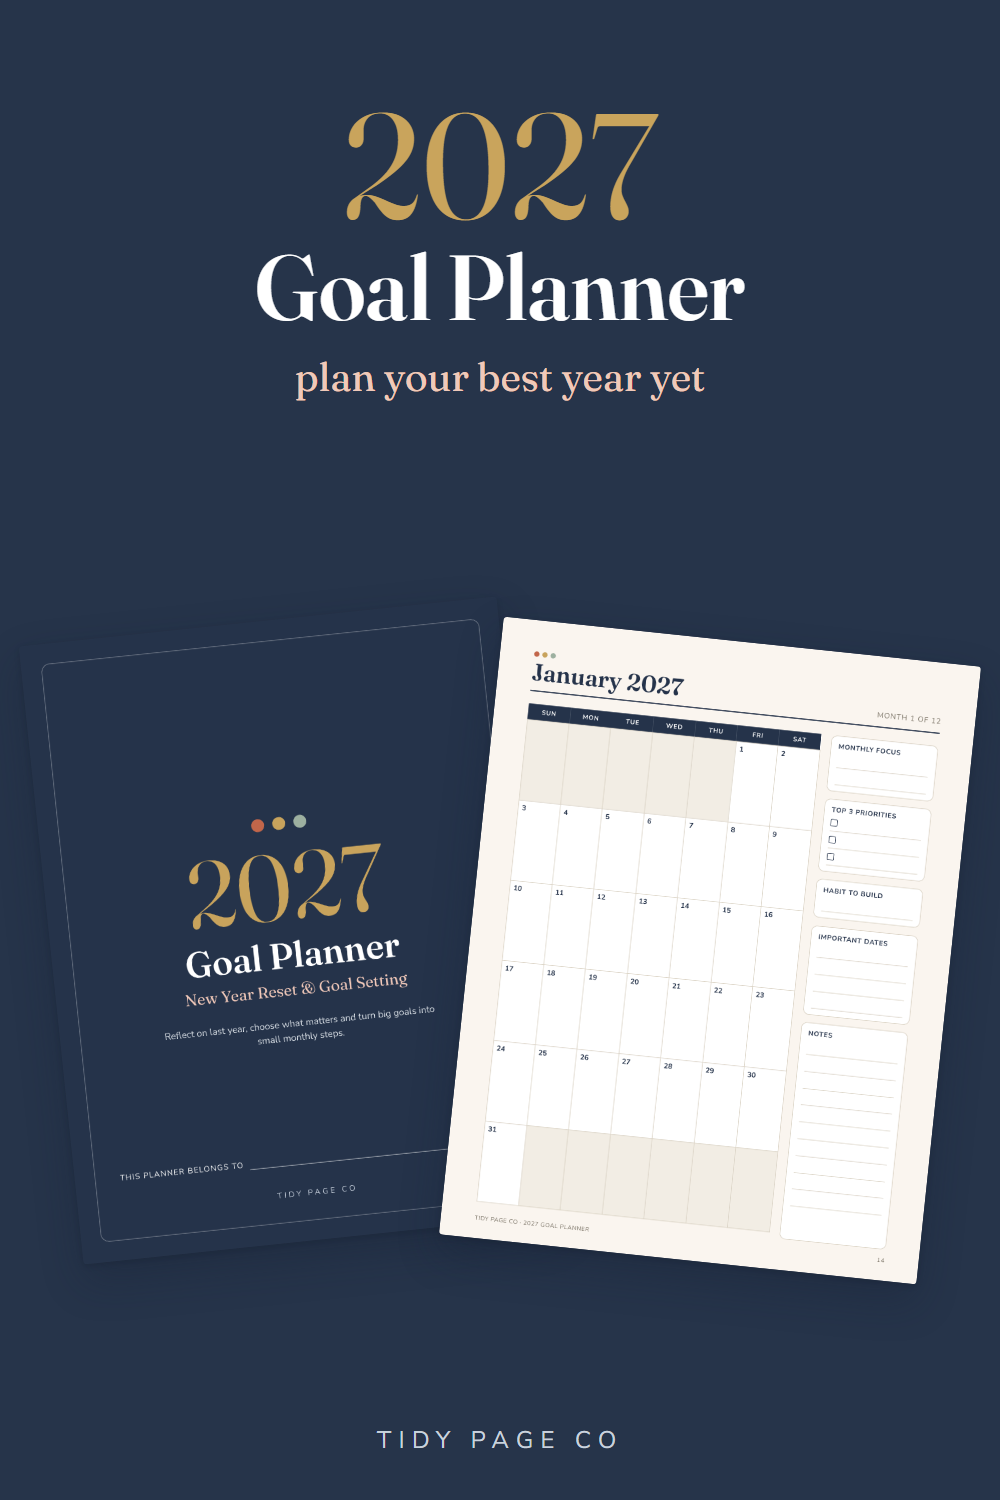 2027
Goal Planner
plan your best year yet
2027
Goal Planner
New Year Reset & Goal Setting
Reflect on last year, choose what matters and turn big goals into
small monthly steps.
THIS PLANNER BELONGS TO
TIDY PAGE CO
January 2027
MONTH 1 OF 12
SUN MON TUE WED THU FRI SAT
1 2
3 4 5 6 7 8 9
10 11 12 13 14 15 16
17 18 19 20 21 22 23
24 25 26 27 28 29 30
31
MONTHLY FOCUS
TOP 3 PRIORITIES
HABIT TO BUILD
IMPORTANT DATES
NOTES
TIDY PAGE CO · 2027 GOAL PLANNER
14
TIDY PAGE CO